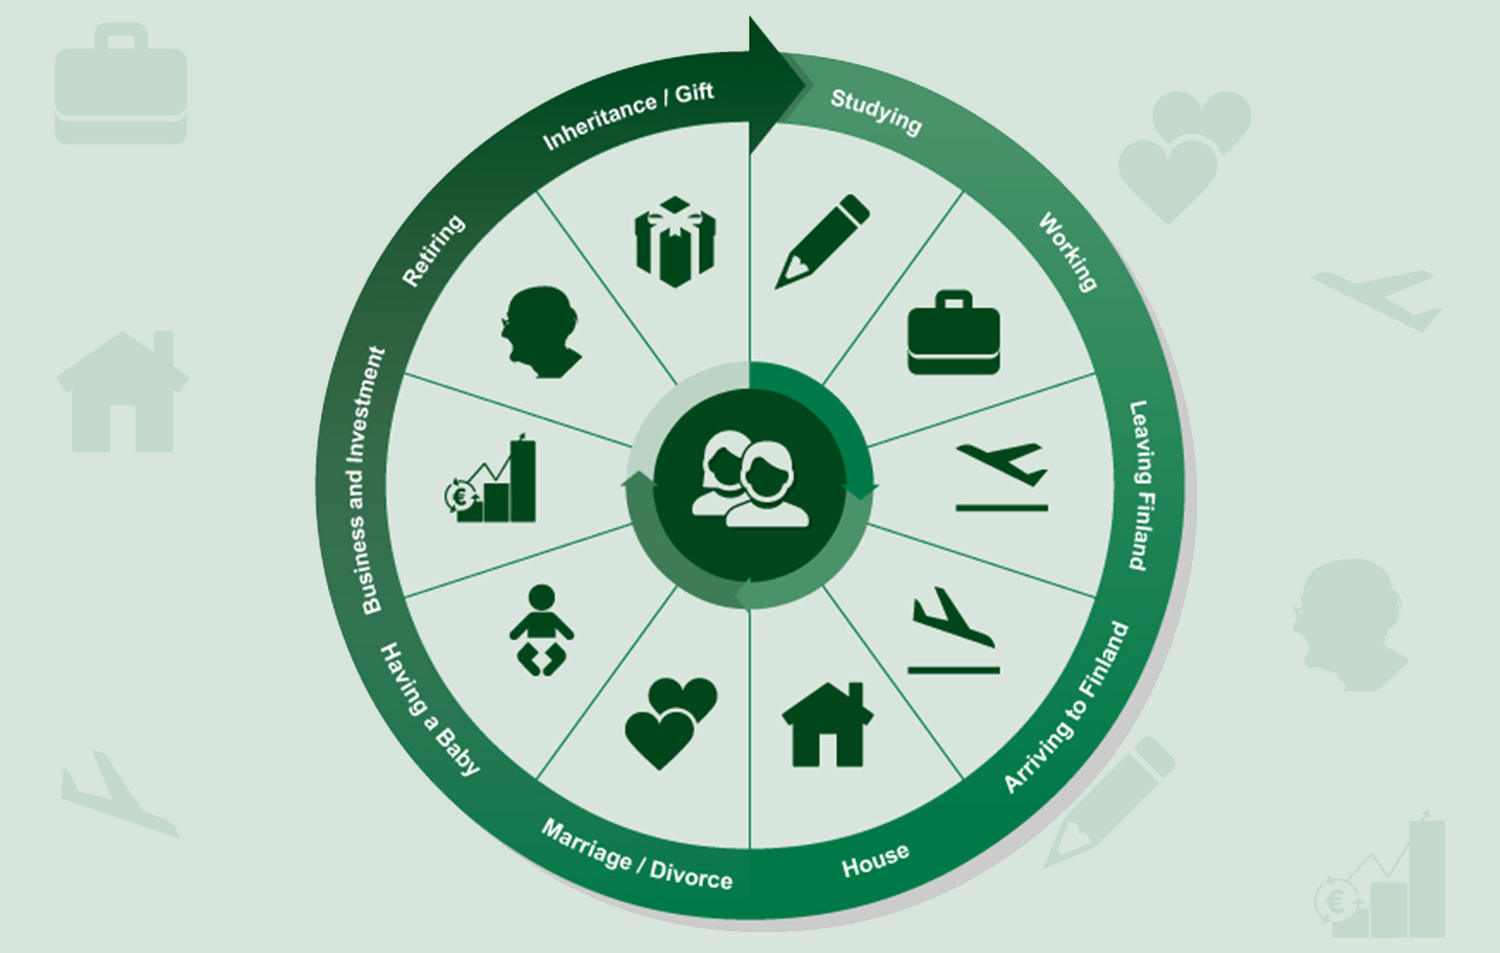 Studying
Working
Leaving Finland
Arriving to Finland
House
Marriage / Divorce
Having a Baby
Business and Investment
Retiring
Inheritance / Gift
€
€